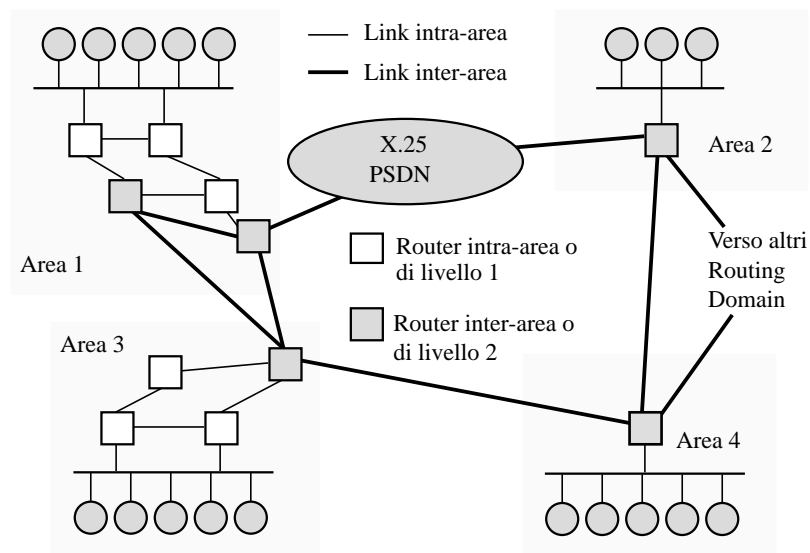 Link intra-area
Link inter-area
X.25
PSDN
Area 2
Area 1
Router intra-area o
di livello 1
Verso altri
Routing
Domain
Router inter-area o
di livello 2
Area 3
Area 4